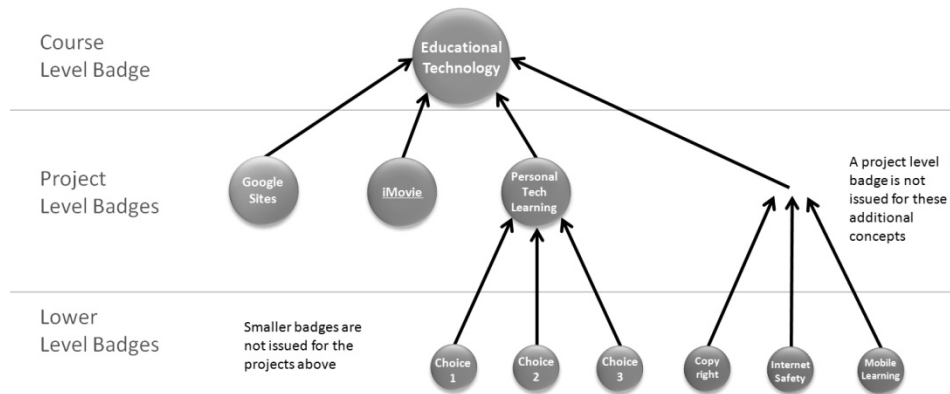 Course
Level Badge
Educational
Technology
Project
Level Badges
Google
Sites
iMovie
Personal
Tech
Learning
A project level
badge is not
issued for these
additional
concepts
Lower
Level Badges
Smaller badges are
not issued for the
projects above
Choice
1
Choice
2
Choice
3
Copy
right
Internet
Safety
Mobile
Learning